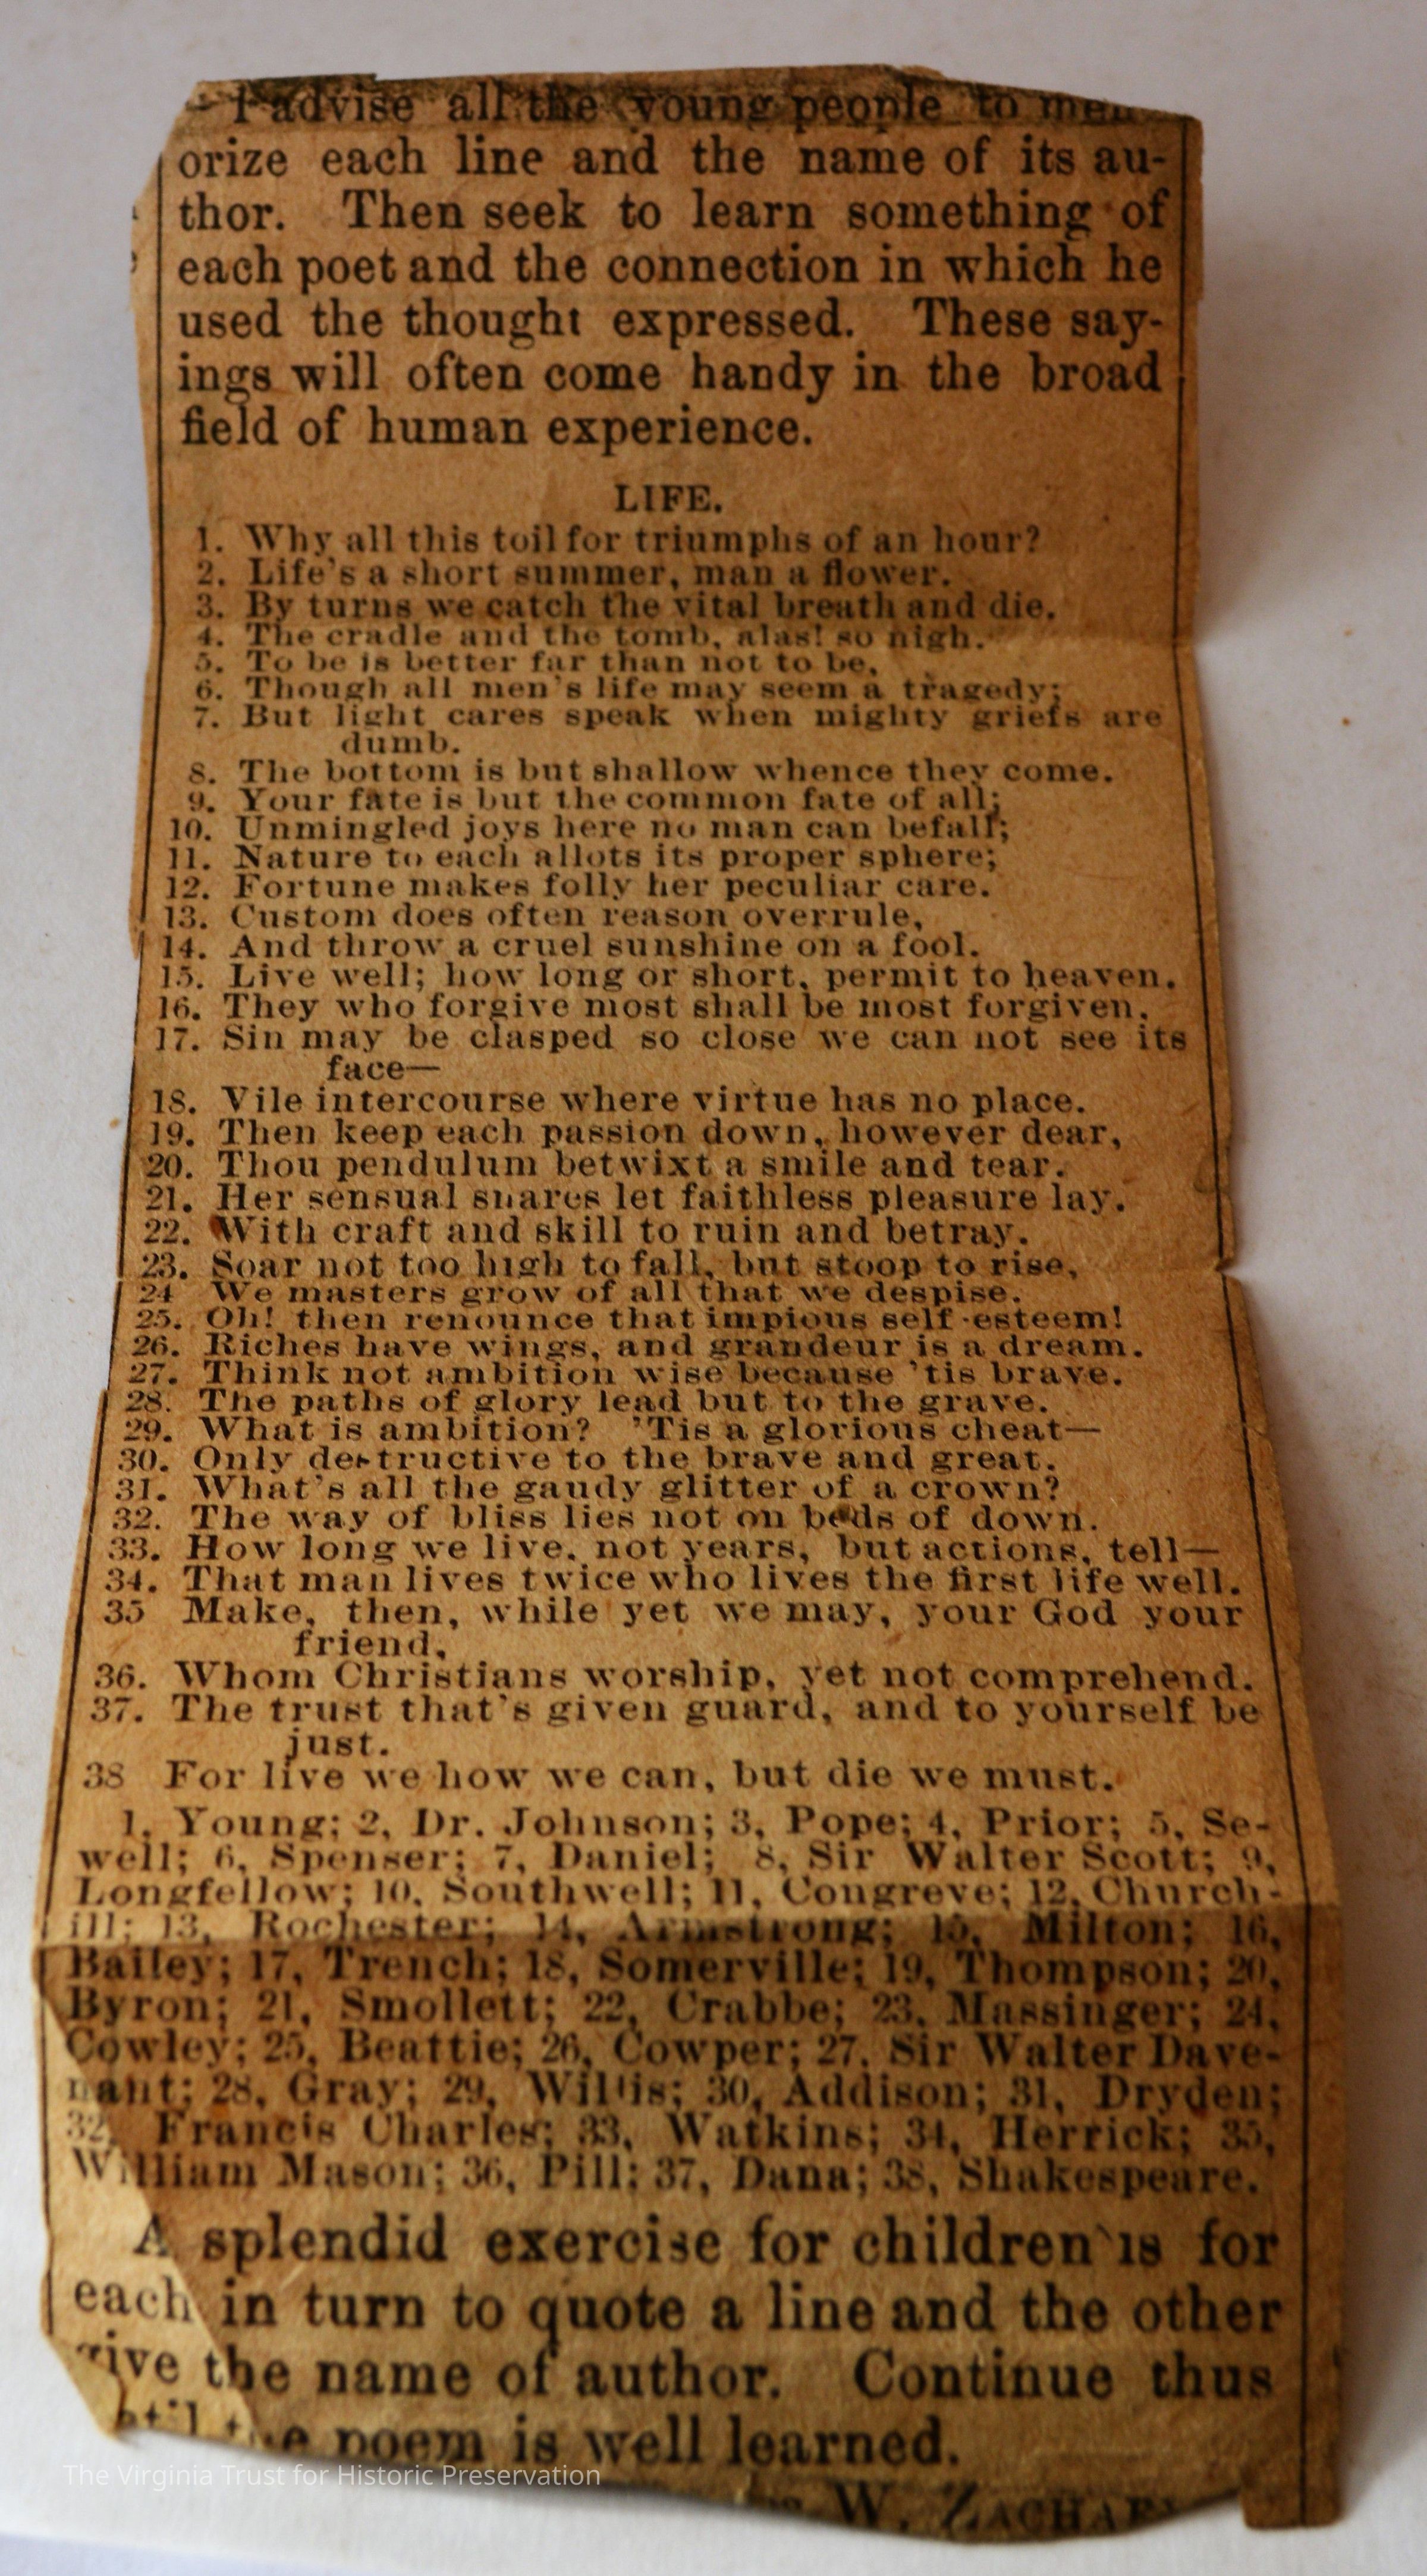 I advise all the young people to mem
orize each line and the name of its au-
thor. Then seek to learn something of
each poet and the connection in which he
used the thought expressed. These say-
ings will often come handy in the broad
field of human experience.
LIFE.
1. Why all this toil for triumphs of an hour?
2. Life's a short summer, man a flower.
3. By turns we catch the vital breath and die.
4. The cradle and the tomb, alas! so nigh.
5. To be is better far than not to be,
6. Though all men's life may seem a tragedy;
7. But light cares speak when mighty griefs are
dumb.
8. The bottom is but shallow whence they come.
9. Your fate is but the common fate of all;
10. Unmingled joys here no man can befall;
11. Nature to each allots its proper sphere;
12. Fortune makes folly her peculiar care.
13. Custom does often reason overrule,
14. And throw a cruel sunshine on a fool.
15. Live well; how long or short, permit to heaven.
16. They who forgive most shall be most forgiven,
17. Sin may be clasped so close we can not see its
face—
18. Vile intercourse where virtue has no place.
19. Then keep each passion down, however dear,
20. Thou pendulum betwixt a smile and tear.
21. Her sensual snares let faithless pleasure lay.
22. With craft and skill to ruin and betray.
23. Soar not too high to fall, but stoop to rise,
24 We masters grow of all that we despise.
25. Oh! then renounce that impious self-esteem!
26. Riches have wings, and grandeur is a dream.
27. Think not ambition wise because 'tis brave.
28. The paths of glory lead but to the grave.
29. What is ambition? 'Tis a glorious cheat—
30. Only destructive to the brave and great.
31. What's all the gaudy glitter of a crown?
32. The way of bliss lies not on beds of down.
33. How long we live, not years, but actions, tell—
34. That man lives twice who lives the first life well.
35 Make, then, while yet we may, your God your
friend,
36. Whom Christians worship, yet not comprehend.
37. The trust that's given guard, and to yourself be
just.
38 For live we how we can, but die we must.
1, Young; 2, Dr. Johnson; 3, Pope; 4, Prior; 5, Se-
well; 6, Spenser; 7, Daniel; 8, Sir Walter Scott; 9,
Longfellow; 10, Southwell; 11, Congreve; 12, Church-
ill; 13, Rochester; 14, Armstrong; 15, Milton; 16,
Bailey; 17, Trench; 18, Somerville; 19, Thompson; 20,
Byron; 21, Smollett; 22, Crabbe; 23, Massinger; 24,
Cowley; 25, Beattie; 26, Cowper; 27, Sir Walter Dave-
nant; 28, Gray; 29, Willis; 30, Addison; 31, Dryden;
32, Francis Charles; 33, Watkins; 34, Herrick; 35,
William Mason; 36, Pill; 37, Dana; 38, Shakespeare.
A splendid exercise for children is for
each in turn to quote a line and the other
give the name of author. Continue thus
the poem is well learned.
W. ZACHARY
The Virginia Trust for Historic Preservation